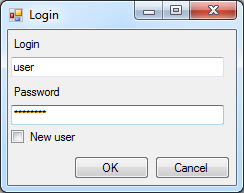 Login
Login
user
Password
********
New user
OK
Cancel